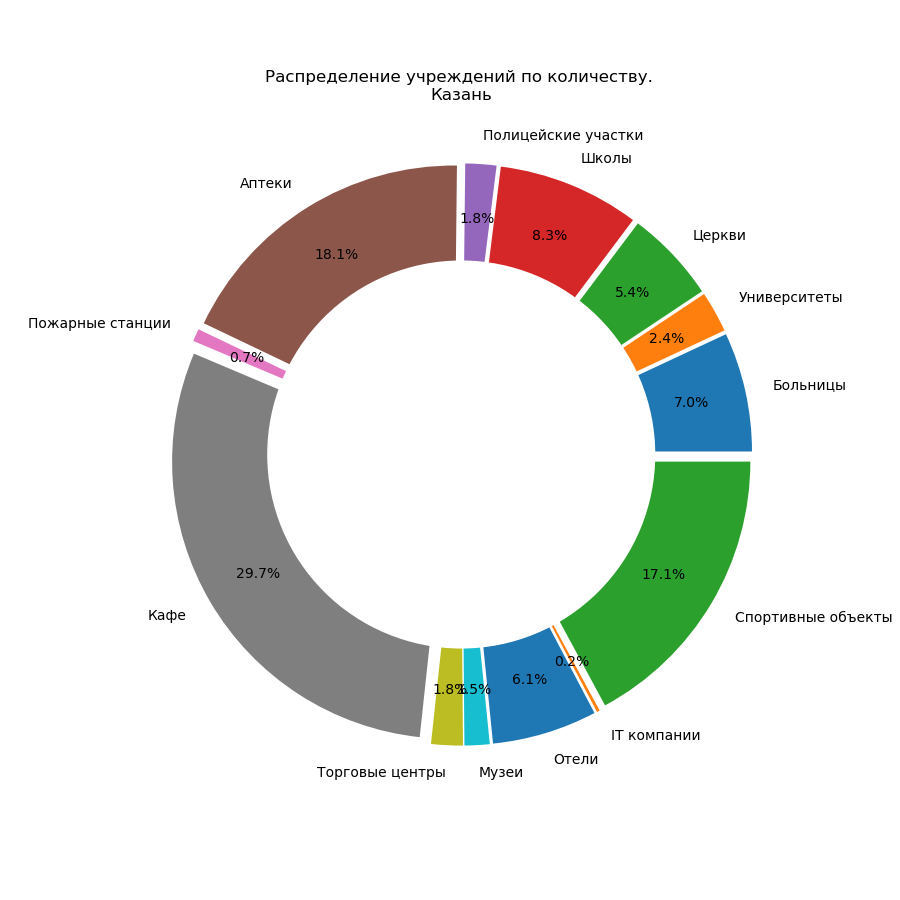 Распределение учреждений по количеству.
Казань
Полицейские участки
Школы
Аптеки
1.8%
8.3%
Церкви
18.1%
5.4%
Университеты
Пожарные станции
0.7%
2.4%
Больницы
7.0%
29.7%
17.1%
Кафе
Спортивные объекты
0.2%
1.8%
1.5%
6.1%
IT компании
Отели
Торговые центры
Музеи